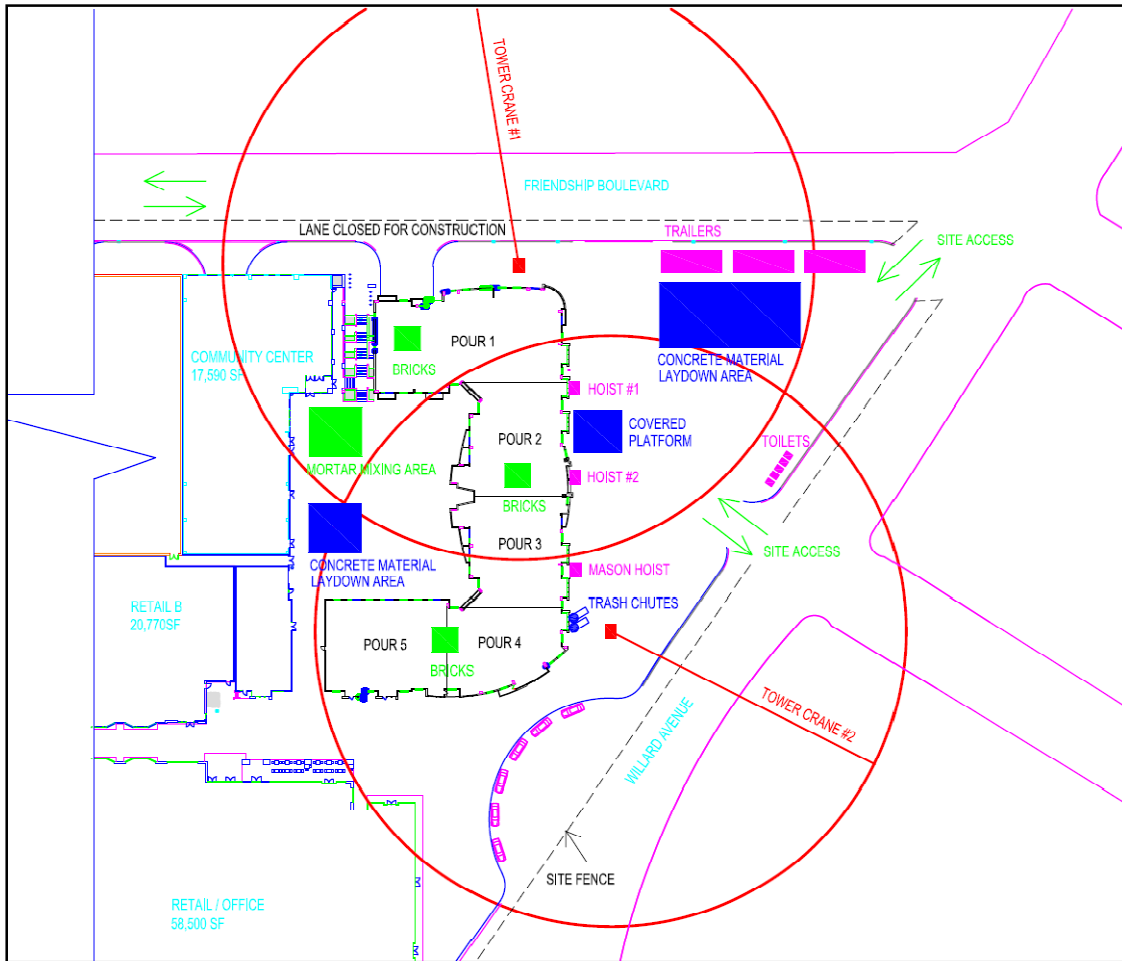 TOWER CRANE #1
FRIENDSHIP BOULEVARD
LANE CLOSED FOR CONSTRUCTION
TRAILERS
SITE ACCESS
COMMUNITY CENTER
17,590 SF
POUR 1
BRICKS
CONCRETE MATERIAL
LAYDOWN AREA
HOIST #1
COVERED
PLATFORM
POUR 2
TOILETS
MORTAR MIXING AREA
HOIST #2
BRICKS
POUR 3
SITE ACCESS
CONCRETE MATERIAL
LAYDOWN AREA
MASON HOIST
RETAIL B
20,770SF
TRASH CHUTES
POUR 5
POUR 4
BRICKS
TOWER CRANE #2
WILLARD AVENUE
SITE FENCE
RETAIL / OFFICE
58,500 SF